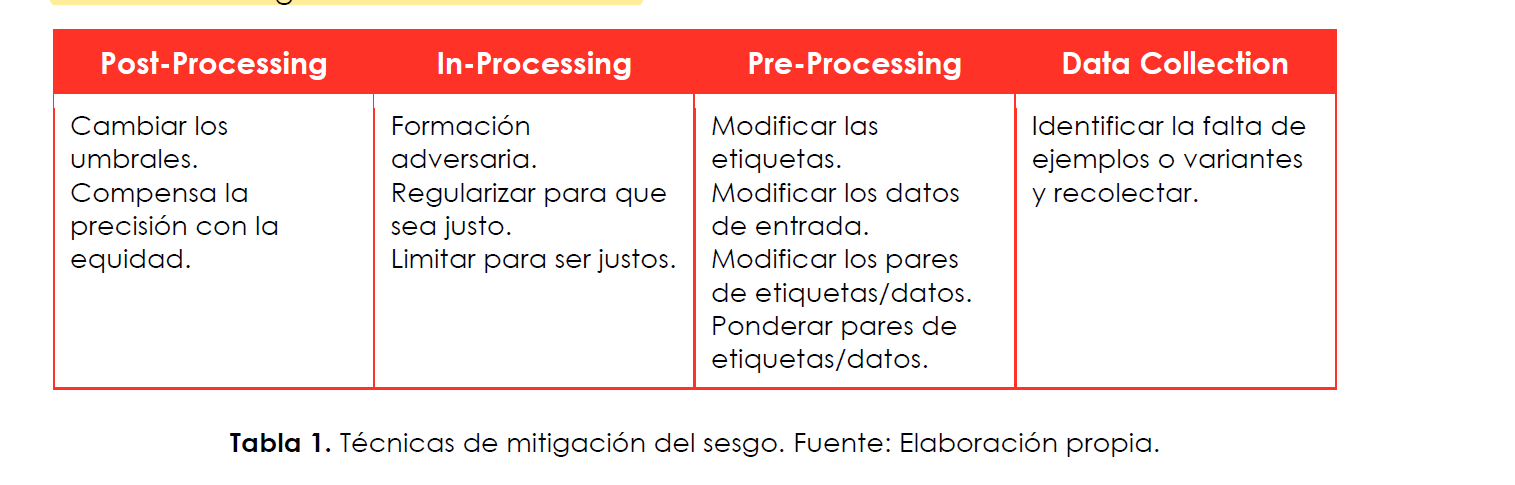 Post-Processing
In-Processing
Pre-Processing
Data Collection
Cambiar los
umbrales.
Compensa la
precisión con la
equidad.
Formación
adversaria.
Regularizar para que
sea justo.
Limitar para ser justos.
Modificar las
etiquetas.
Modificar los datos
de entrada.
Modificar los pares
de etiquetas/datos.
Ponderar pares de
etiquetas/datos.
Identificar la falta de
ejemplos o variantes
y recolectar.
Tabla 1. Técnicas de mitigación del sesgo. Fuente: Elaboración propia.